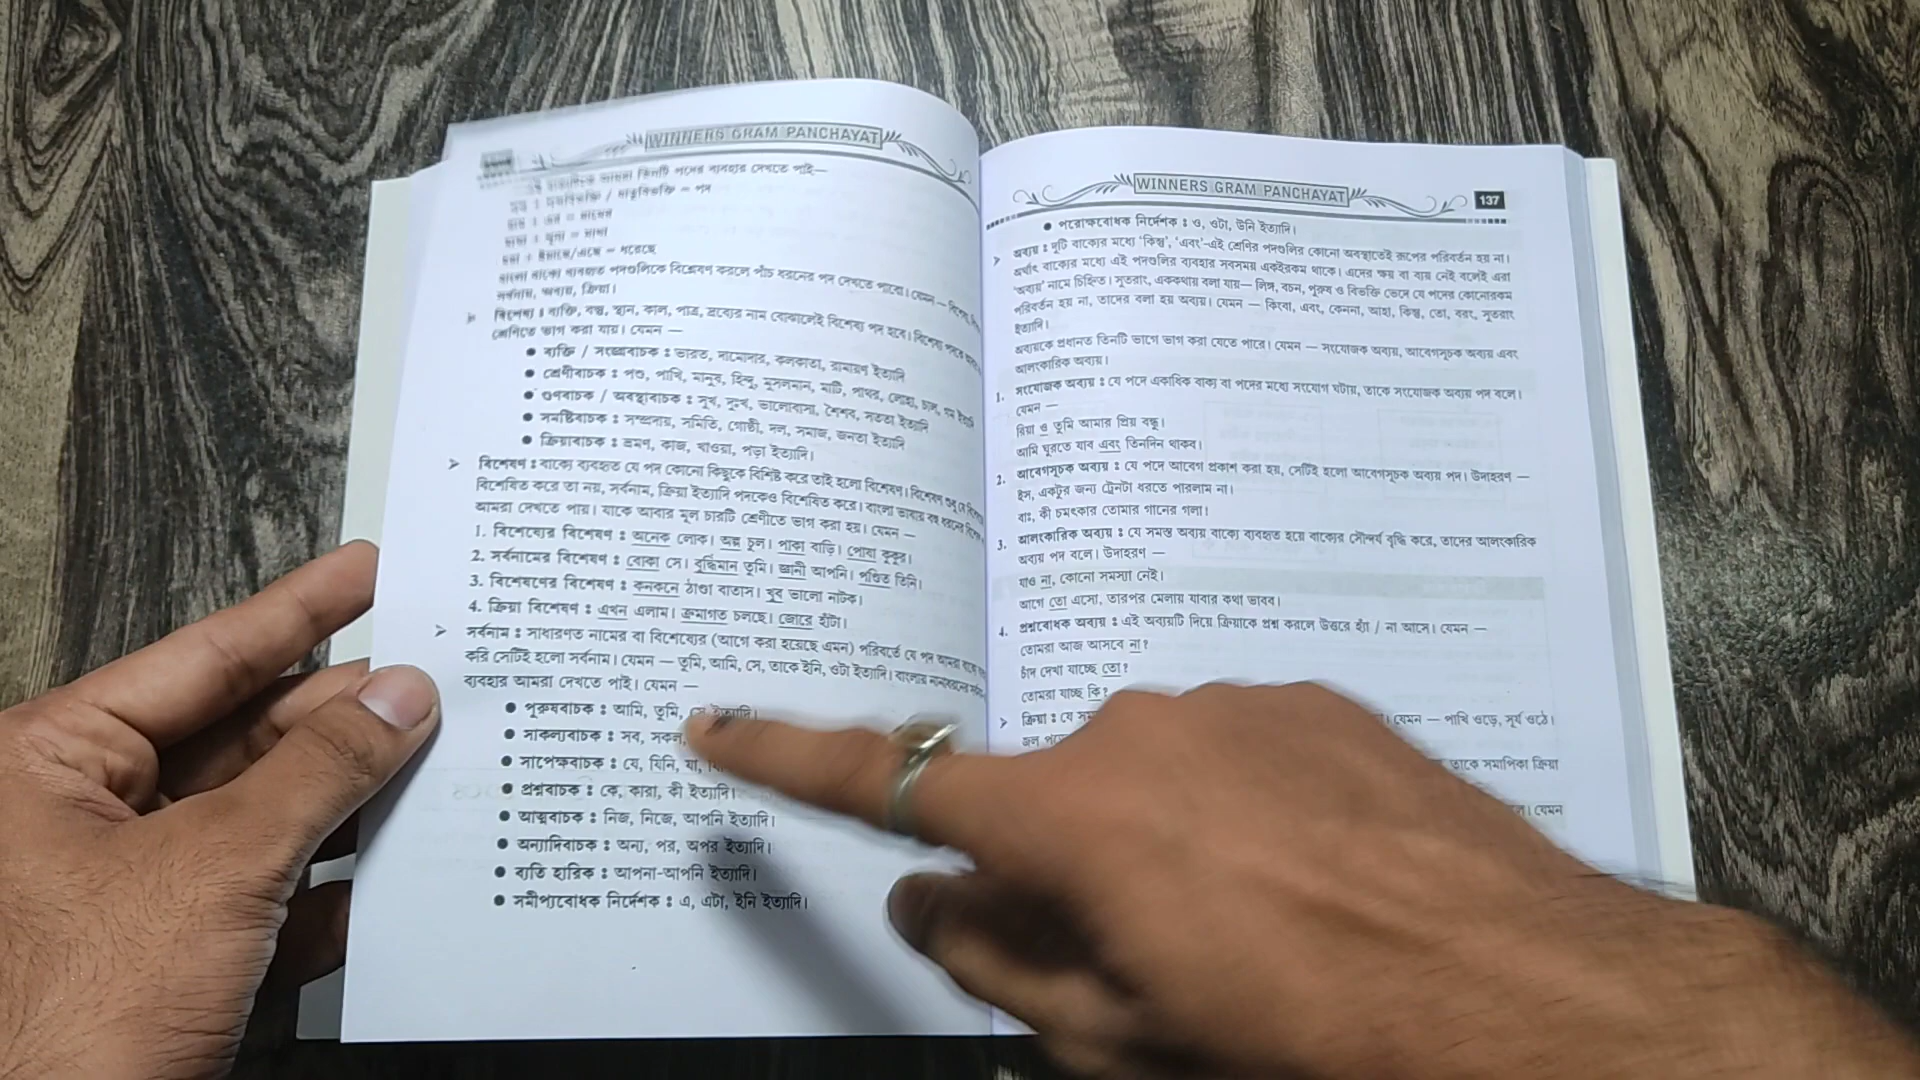 WINNERS GRAM PANCHAYAT
বাংলা বাক্যে ব্যবহৃত পদগুলিকে বিশ্লেষণ করলে পাঁচ ধরনের পদ দেখতে পাবো। যেমন — বিশেষ্য,
সর্বনাম, অব্যয়, ক্রিয়া।
বিশেষ্য : ব্যক্তি, বস্তু, স্থান, কাল, পাত্র, দ্রব্যের নাম বোঝালেই বিশেষ্য পদ হবে। বিশেষ্য পদকে
শ্রেণিতে ভাগ করা যায়। যেমন —
● ব্যক্তি / সংজ্ঞাবাচক : ভারত, দামোদার, কলকাতা, রামায়ণ ইত্যাদি
● শ্রেণীবাচক : পশু, পাখি, মানুষ, হিন্দু, মুসলমান, মাটি, পাথর, লোহা, চাল, গম ইত্যাদি
● গুণবাচক / অবস্থাবাচক : সুখ, দুঃখ, ভালোবাসা, শৈশব, সততা ইত্যাদি
● সমষ্টিবাচক : সম্প্রদায়, সমিতি, গোষ্ঠী, দল, সমাজ, জনতা ইত্যাদি
● ক্রিয়াবাচক : ভ্রমণ, কাজ, খাওয়া, পড়া ইত্যাদি।
➢ বিশেষণ : বাক্যে ব্যবহৃত যে পদ কোনো কিছুকে বিশিষ্ট করে তাই হলো বিশেষণ। বিশেষণ শুধু যে
বিশেষিত করে তা নয়, সর্বনাম, ক্রিয়া ইত্যাদি পদকেও বিশেষিত করে। বাংলা ভাষায় বহু ধরনের
আমরা দেখতে পায়। যাকে আবার মূল চারটি শ্রেণীতে ভাগ করা হয়। যেমন —
1. বিশেষ্যের বিশেষণ : অনেক লোক। অল্প চুল। পাকা বাড়ি। পোষা কুকুর।
2. সর্বনামের বিশেষণ : বোকা সে। বুদ্ধিমান তুমি। জ্ঞানী আপনি। পণ্ডিত তিনি।
3. বিশেষণের বিশেষণ : কনকনে ঠাণ্ডা বাতাস। খুব ভালো নাটক।
4. ক্রিয়া বিশেষণ : এখন এলাম। ক্রমাগত চলছে। জোরে হাঁটা।
➢ সর্বনাম : সাধারণত নামের বা বিশেষ্যের (আগে করা হয়েছে এমন) পরিবর্তে যে পদ আমরা
করি সেটিই হলো সর্বনাম। যেমন — তুমি, আমি, সে, তাকে ইনি, ওটা ইত্যাদি। বাংলায়
ব্যবহার আমরা দেখতে পাই। যেমন —
● পুরুষবাচক : আমি, তুমি, সে ইত্যাদি।
● সাকল্যবাচক : সব, সকল,
● সাপেক্ষবাচক : যে, যিনি, যা,
● প্রশ্নবাচক : কে, কারা, কী ইত্যাদি।
● আত্মবাচক : নিজ, নিজে, আপনি ইত্যাদি।
● অন্যাদিবাচক : অন্য, পর, অপর ইত্যাদি।
● ব্যতি হারিক : আপনা-আপনি ইত্যাদি।
● সমীপ্যবোধক নির্দেশক : এ, এটা, ইনি ইত্যাদি।
WINNERS GRAM PANCHAYAT 137
● পরোক্ষবোধক নির্দেশক : ও, ওটা, উনি ইত্যাদি।
➢ অব্যয় : দুটি বাক্যের মধ্যে ‘কিন্তু’, ‘এবং’-এই শ্রেণির পদগুলির কোনো অবস্থাতেই রূপের পরিবর্তন হয় না।
অর্থাৎ বাক্যের মধ্যে এই পদগুলির ব্যবহার সবসময় একইরকম থাকে। এদের ক্ষয় বা ব্যয় নেই বলেই এরা
‘অব্যয়’ নামে চিহ্নিত। সুতরাং, এককথায় বলা যায়— লিঙ্গ, বচন, পুরুষ ও বিভক্তি ভেদে যে পদের কোনোরকম
পরিবর্তন হয় না, তাদের বলা হয় অব্যয়। যেমন — কিংবা, এবং, কেননা, আহা, কিন্তু, তো, বরং, সুতরাং
ইত্যাদি।
অব্যয়কে প্রধানত তিনটি ভাগে ভাগ করা যেতে পারে। যেমন — সংযোজক অব্যয়, আবেগসূচক অব্যয় এবং
আলংকারিক অব্যয়।
1. সংযোজক অব্যয় : যে পদে একাধিক বাক্য বা পদের মধ্যে সংযোগ ঘটায়, তাকে সংযোজক অব্যয় পদ বলে।
যেমন —
রিয়া ও তুমি আমার প্রিয় বন্ধু।
আমি ঘুরতে যাব এবং তিনদিন থাকব।
2. আবেগসূচক অব্যয় : যে পদে আবেগ প্রকাশ করা হয়, সেটিই হলো আবেগসূচক অব্যয় পদ। উদাহরণ —
ইস, একটুর জন্য ট্রেনটা ধরতে পারলাম না।
বাঃ, কী চমৎকার তোমার গানের গলা!
3. আলংকারিক অব্যয় : যে সমস্ত অব্যয় বাক্যে ব্যবহৃত হয়ে বাক্যের সৌন্দর্য বৃদ্ধি করে, তাদের আলংকারিক
অব্যয় পদ বলে। উদাহরণ —
যাও না, কোনো সমস্যা নেই।
আগে তো এসো, তারপর মেলায় যাবার কথা ভাবব।
4. প্রশ্নবোধক অব্যয় : এই অব্যয়টি দিয়ে ক্রিয়াকে প্রশ্ন করলে উত্তরে হ্যাঁ / না আসে। যেমন —
তোমরা আজ আসবে না?
চাঁদ দেখা যাচ্ছে তো?
তোমরা যাচ্ছ কি?
➢ ক্রিয়া : যে যেমন — পাখি ওড়ে, সূর্য ওঠে।
জল
তাকে সমাপিকা ক্রিয়া
যেমন